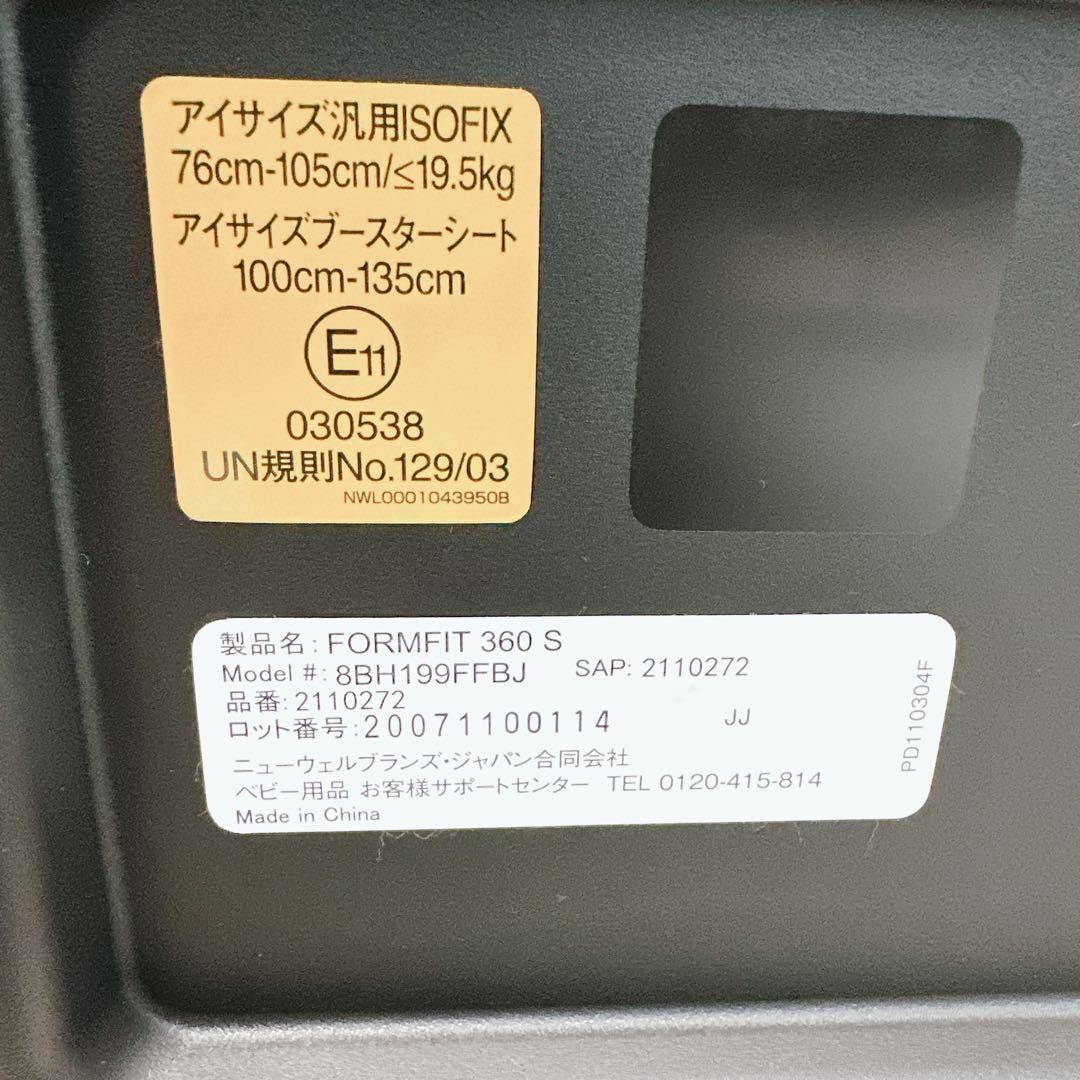 アイサイズ汎用ISOFIX
76cm-105cm/≤19.5kg
アイサイズブースターシート
100cm-135cm
E11
030538
UN規則No.129/03
NWL0001043950B
製品名: FORMFIT 360 S
Model #: 8BH199FFBJ SAP: 2110272
品番: 2110272
ロット番号: 20071100114 JJ
ニューウェルブランズ・ジャパン合同会社
ベビー用品 お客様サポートセンター TEL 0120-415-814
Made in China
PD110304F